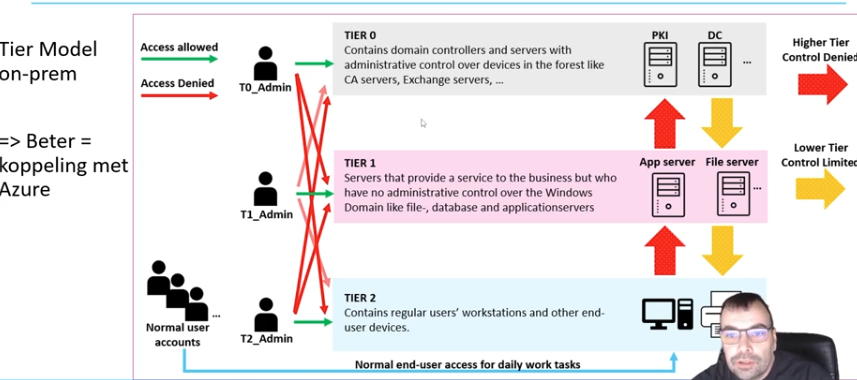 Tier Model
on-prem
=> Beter =
koppeling met
Azure
Access allowed
Access Denied
T0_Admin
T1_Admin
T2_Admin
Normal user
accounts
...
TIER 0
Contains domain controllers and servers with
administrative control over devices in the forest like
CA servers, Exchange servers, ...
PKI
DC
...
TIER 1
Servers that provide a service to the business but who
have no administrative control over the Windows
Domain like file-, database and applicationservers
App server
File server
...
TIER 2
Contains regular users' workstations and other end-
user devices.
Normal end-user access for daily work tasks
Higher Tier
Control Denied
Lower Tier
Control Limited